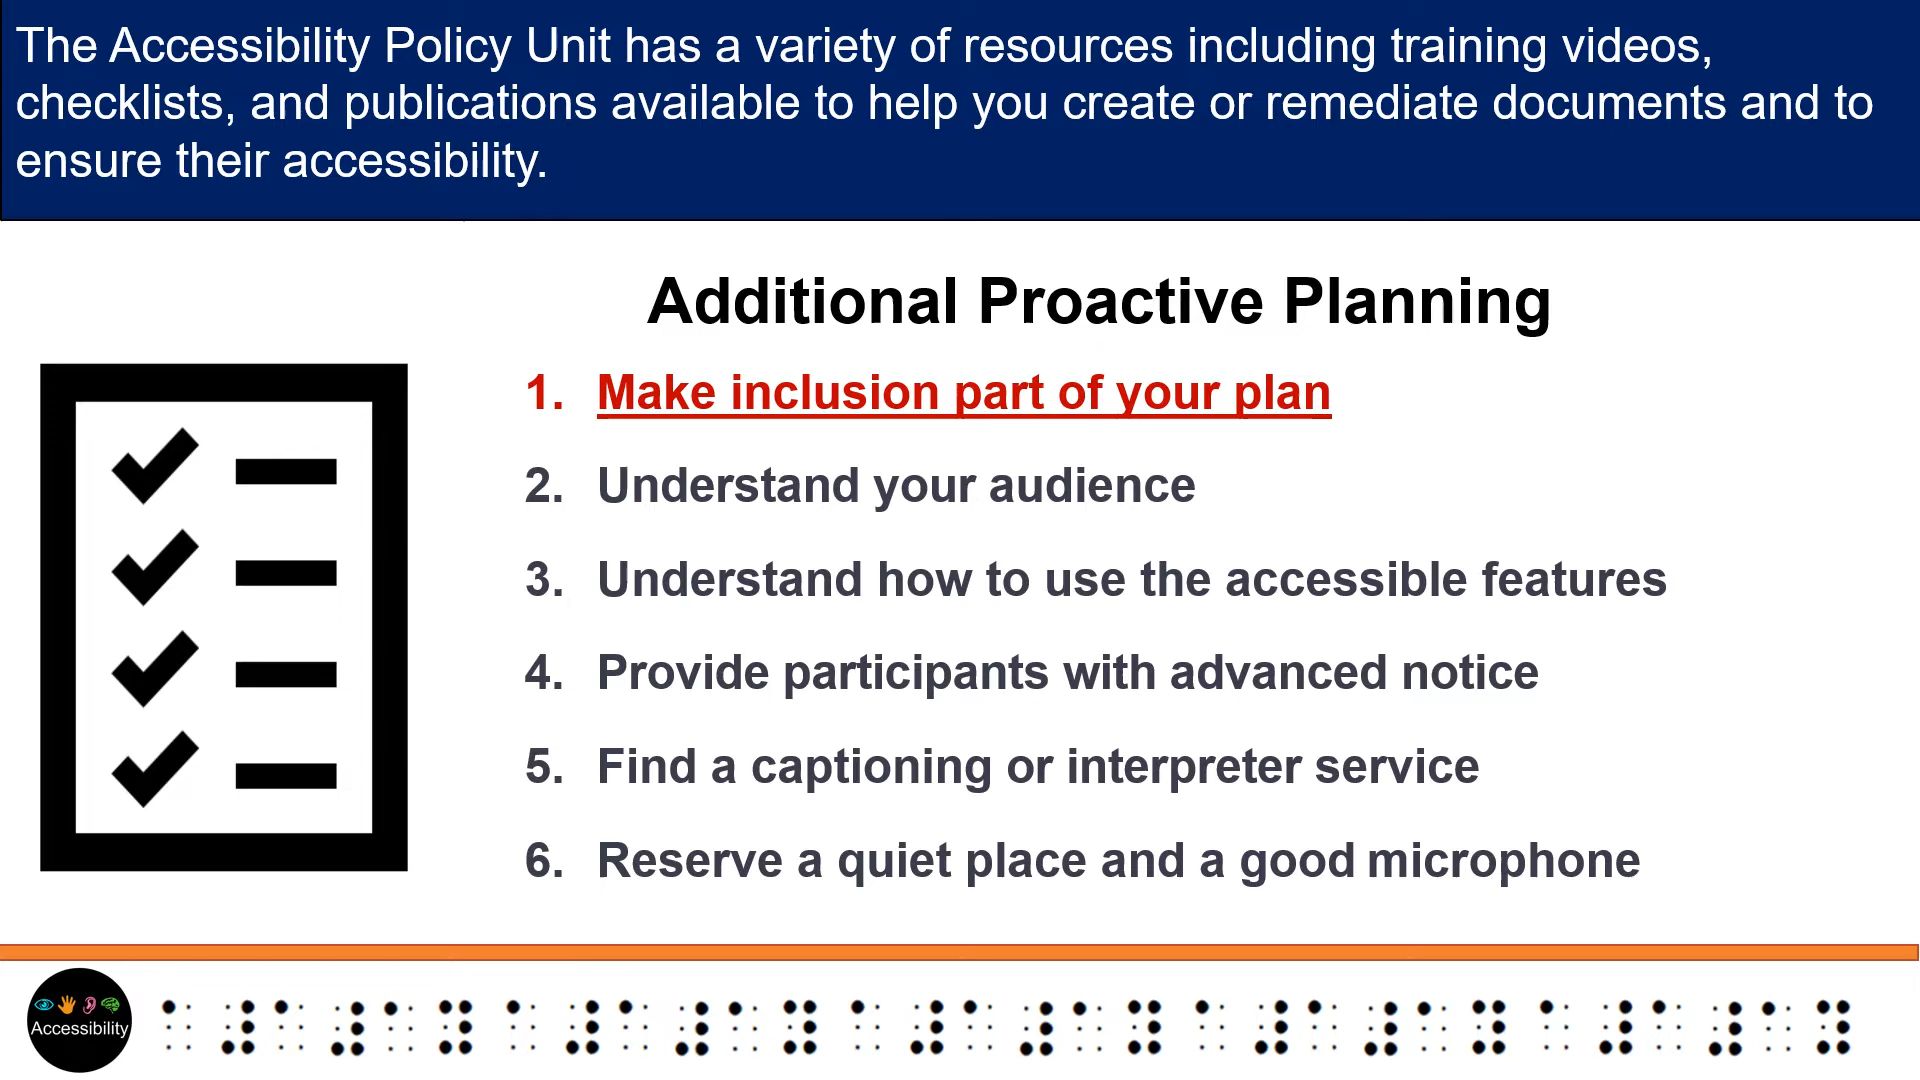 The Accessibility Policy Unit has a variety of resources including training videos,
checklists, and publications available to help you create or remediate documents and to
ensure their accessibility.
Additional Proactive Planning
1. Make inclusion part of your plan
2. Understand your audience
3. Understand how to use the accessible features
4. Provide participants with advanced notice
5. Find a captioning or interpreter service
6. Reserve a quiet place and a good microphone
Accessibility